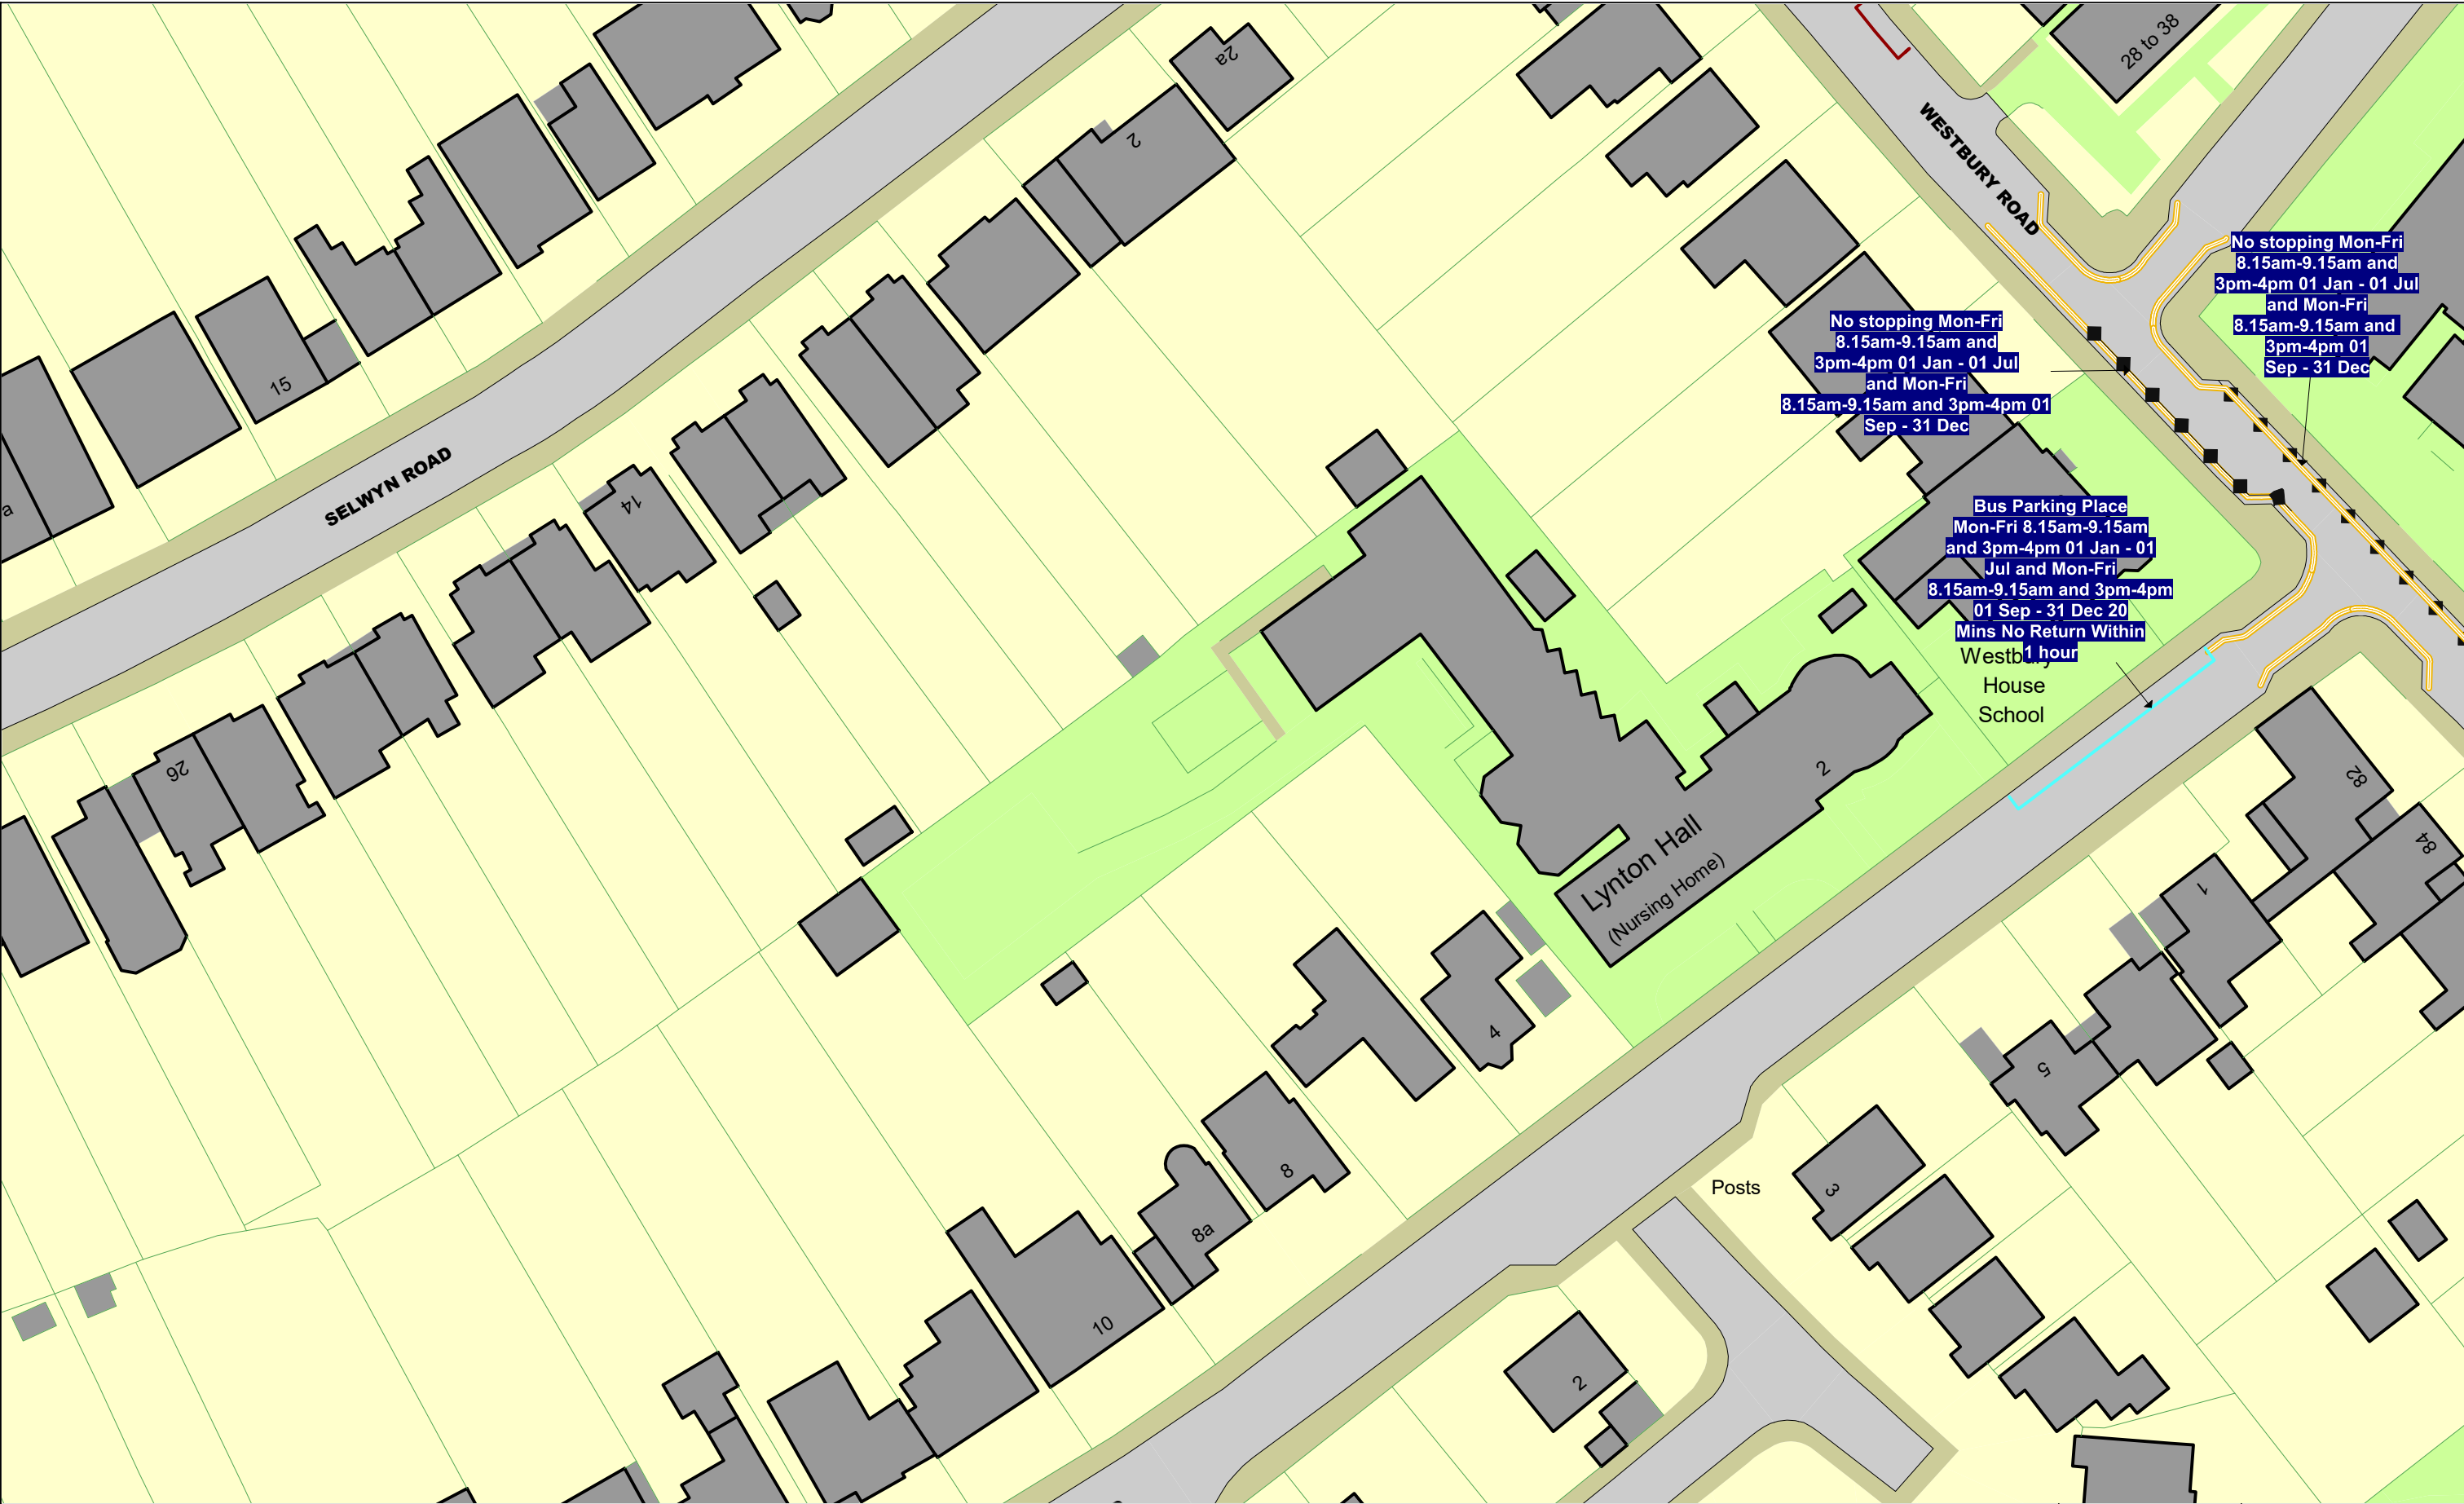 28 to 38
2a
WESTBURY ROAD
2
No stopping Mon-Fri
8.15am-9.15am and
3pm-4pm 01 Jan - 01 Jul
and Mon-Fri
8.15am-9.15am and
3pm-4pm 01
Sep - 31 Dec
No stopping Mon-Fri
8.15am-9.15am and
3pm-4pm 01 Jan - 01 Jul
and Mon-Fri
8.15am-9.15am and 3pm-4pm 01
Sep - 31 Dec
15
SELWYN ROAD
a
14
Bus Parking Place
Mon-Fri 8.15am-9.15am
and 3pm-4pm 01 Jan - 01
Jul and Mon-Fri
8.15am-9.15am and 3pm-4pm
01 Sep - 31 Dec 20
Mins No Return Within
1 hour
Westbury
House
School
26
2
82
84
Lynton Hall
(Nursing Home)
1
4
5
8
3
Posts
8a
10
2